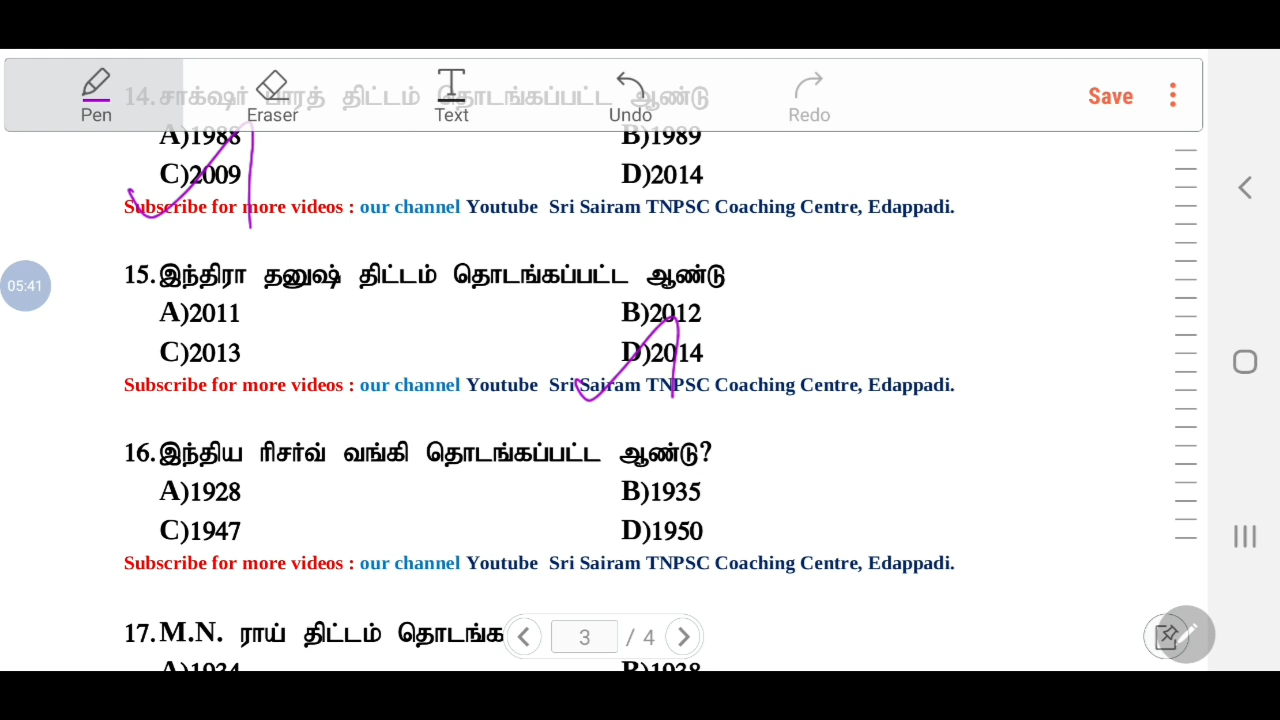 14. சாக்ஷர் பாரத் திட்டம் தொடங்கப்பட்ட ஆண்டு
Pen Eraser Text Undo Redo Save
A)1988 B)1989
C)2009 D)2014
Subscribe for more videos : our channel Youtube Sri Sairam TNPSC Coaching Centre, Edappadi.
15. இந்திரா தனுஷ் திட்டம் தொடங்கப்பட்ட ஆண்டு
05:41
A)2011 B)2012
C)2013 D)2014
Subscribe for more videos : our channel Youtube Sri Sairam TNPSC Coaching Centre, Edappadi.
16. இந்திய ரிசர்வ் வங்கி தொடங்கப்பட்ட ஆண்டு?
A)1928 B)1935
C)1947 D)1950
Subscribe for more videos : our channel Youtube Sri Sairam TNPSC Coaching Centre, Edappadi.
17. M.N. ராய் திட்டம் தொடங்க
3 / 4
A)1934 B)1938